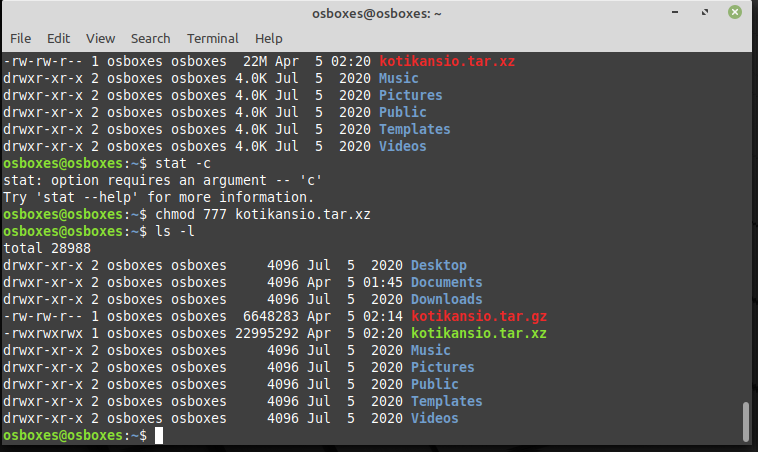 osboxes@osboxes: ~
File Edit View Search Terminal Help
-rw-rw-r-- 1 osboxes osboxes  22M Apr  5 02:20 kotikansio.tar.xz
drwxr-xr-x 2 osboxes osboxes 4.0K Jul  5  2020 Music
drwxr-xr-x 2 osboxes osboxes 4.0K Jul  5  2020 Pictures
drwxr-xr-x 2 osboxes osboxes 4.0K Jul  5  2020 Public
drwxr-xr-x 2 osboxes osboxes 4.0K Jul  5  2020 Templates
drwxr-xr-x 2 osboxes osboxes 4.0K Jul  5  2020 Videos
osboxes@osboxes:~$ stat -c
stat: option requires an argument -- 'c'
Try 'stat --help' for more information.
osboxes@osboxes:~$ chmod 777 kotikansio.tar.xz
osboxes@osboxes:~$ ls -l
total 28988
drwxr-xr-x 2 osboxes osboxes     4096 Jul  5  2020 Desktop
drwxr-xr-x 2 osboxes osboxes     4096 Apr  5 01:45 Documents
drwxr-xr-x 2 osboxes osboxes     4096 Jul  5  2020 Downloads
-rw-rw-r-- 1 osboxes osboxes  6648283 Apr  5 02:14 kotikansio.tar.gz
-rwxrwxrwx 1 osboxes osboxes 22995292 Apr  5 02:20 kotikansio.tar.xz
drwxr-xr-x 2 osboxes osboxes     4096 Jul  5  2020 Music
drwxr-xr-x 2 osboxes osboxes     4096 Jul  5  2020 Pictures
drwxr-xr-x 2 osboxes osboxes     4096 Jul  5  2020 Public
drwxr-xr-x 2 osboxes osboxes     4096 Jul  5  2020 Templates
drwxr-xr-x 2 osboxes osboxes     4096 Jul  5  2020 Videos
osboxes@osboxes:~$